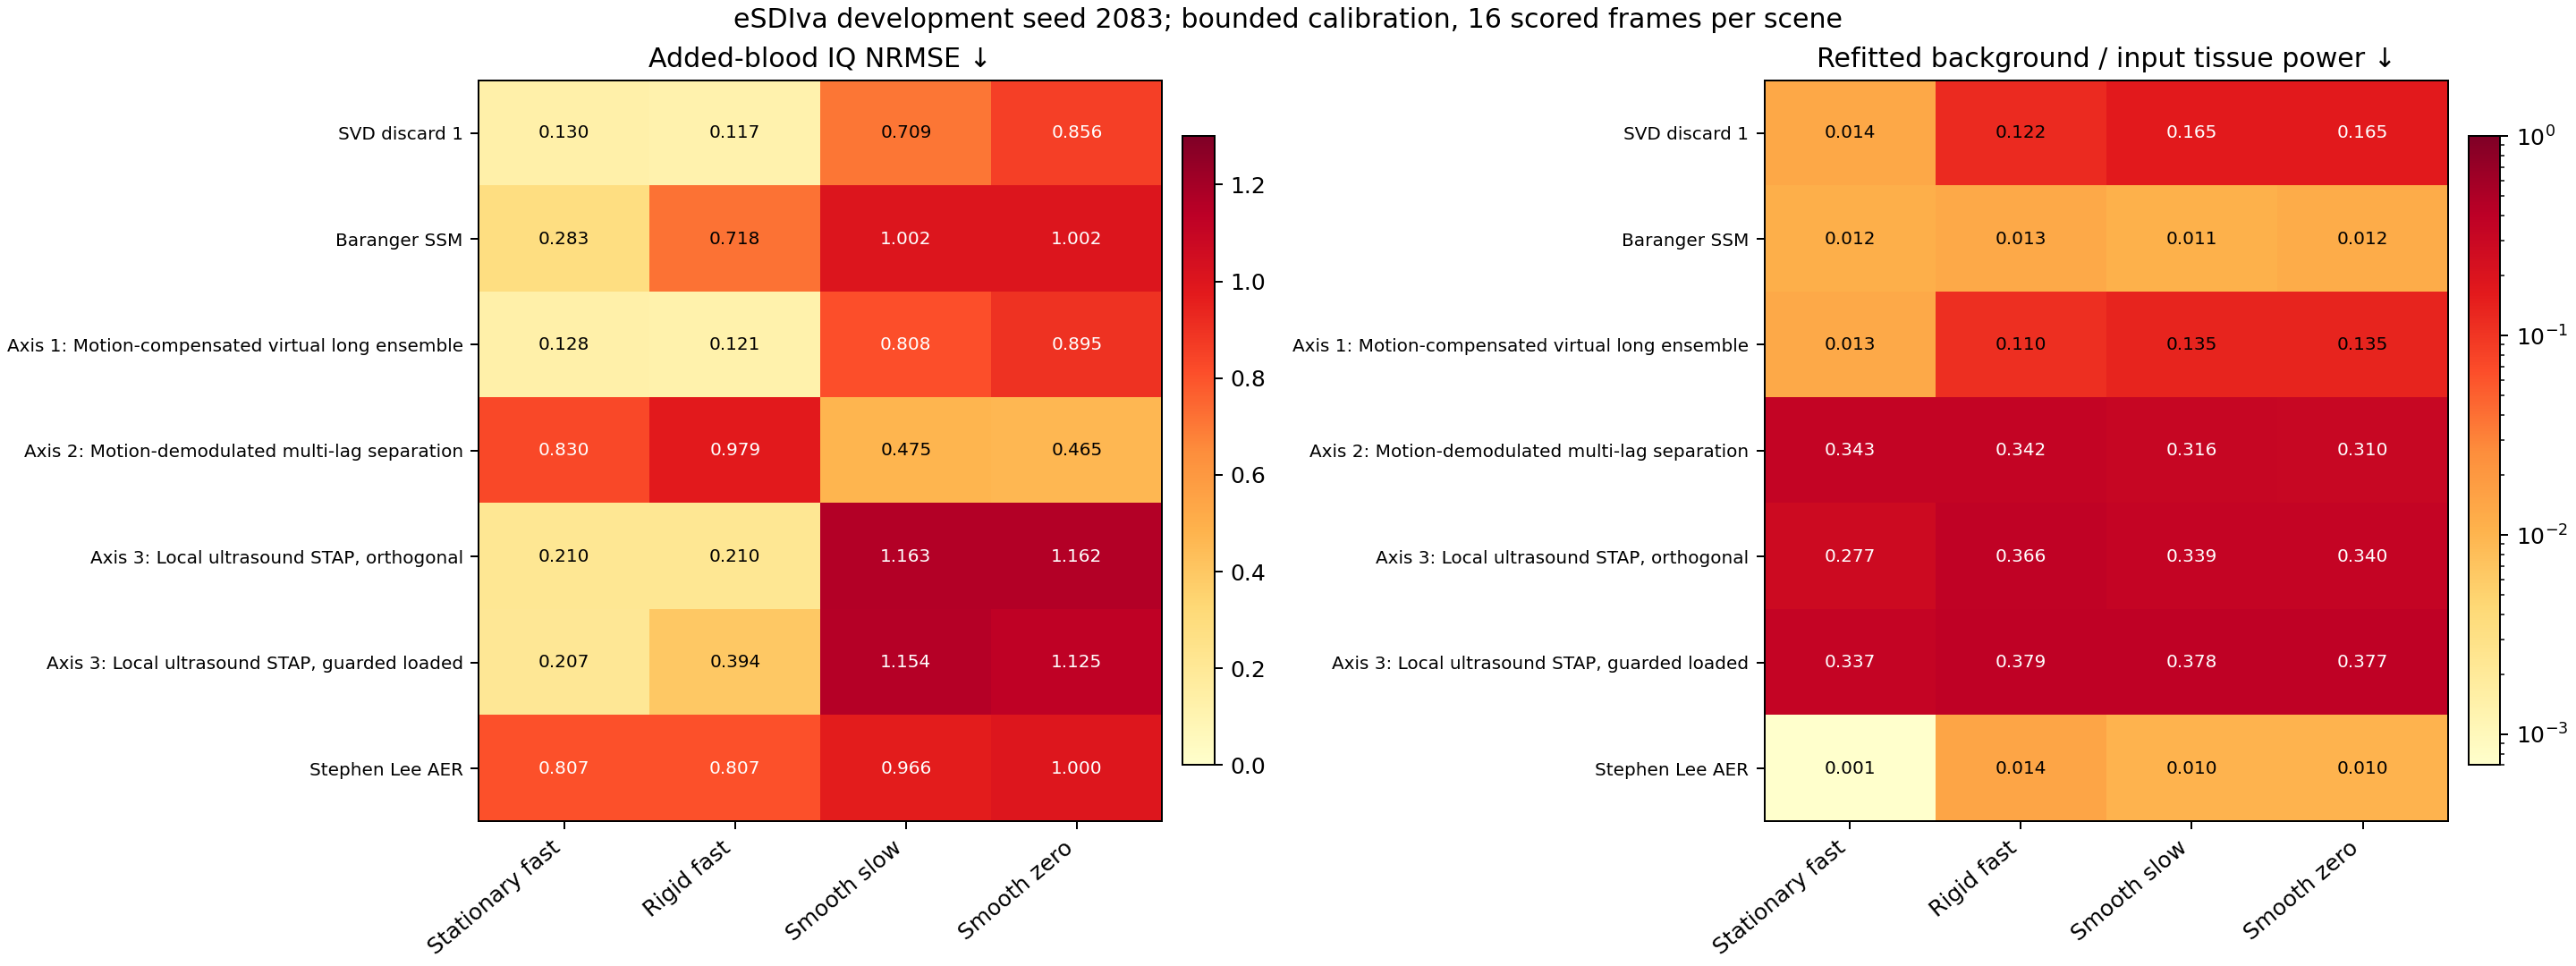 eSDIva development seed 2083; bounded calibration, 16 scored frames per scene
Added-blood IQ NRMSE ↓
SVD discard 1
0.130 0.117 0.709 0.856
Baranger SSM
0.283 0.718 1.002 1.002
Axis 1: Motion-compensated virtual long ensemble
0.128 0.121 0.808 0.895
Axis 2: Motion-demodulated multi-lag separation
0.830 0.979 0.475 0.465
Axis 3: Local ultrasound STAP, orthogonal
0.210 0.210 1.163 1.162
Axis 3: Local ultrasound STAP, guarded loaded
0.207 0.394 1.154 1.125
Stephen Lee AER
0.807 0.807 0.966 1.000
Stationary fast
Rigid fast
Smooth slow
Smooth zero
1.2
1.0
0.8
0.6
0.4
0.2
0.0
Refitted background / input tissue power ↓
SVD discard 1
0.014 0.122 0.165 0.165
Baranger SSM
0.012 0.013 0.011 0.012
Axis 1: Motion-compensated virtual long ensemble
0.013 0.110 0.135 0.135
Axis 2: Motion-demodulated multi-lag separation
0.343 0.342 0.316 0.310
Axis 3: Local ultrasound STAP, orthogonal
0.277 0.366 0.339 0.340
Axis 3: Local ultrasound STAP, guarded loaded
0.337 0.379 0.378 0.377
Stephen Lee AER
0.001 0.014 0.010 0.010
Stationary fast
Rigid fast
Smooth slow
Smooth zero
10⁰
10⁻¹
10⁻²
10⁻³